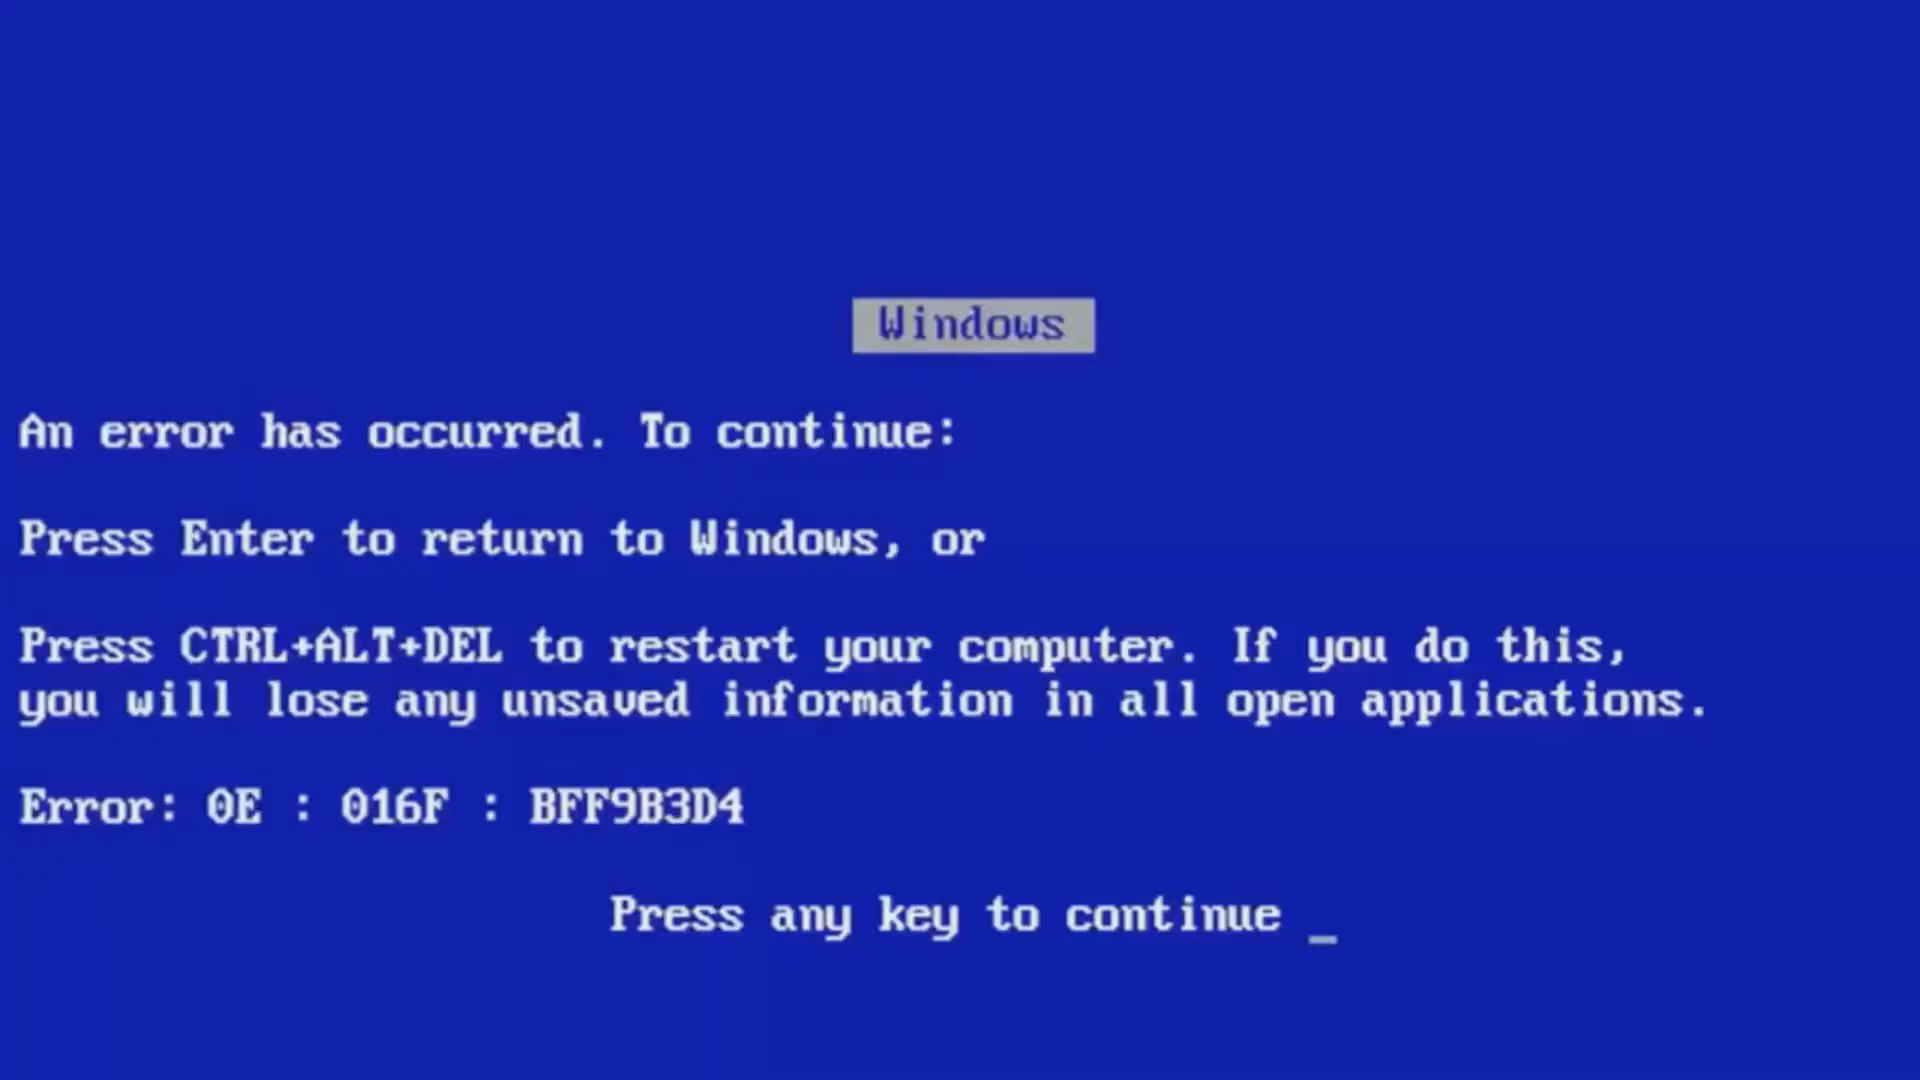 Windows
An error has occurred. To continue:
Press Enter to return to Windows, or
Press CTRL+ALT+DEL to restart your computer. If you do this,
you will lose any unsaved information in all open applications.
Error: 0E : 016F : BFF9B3D4
Press any key to continue _